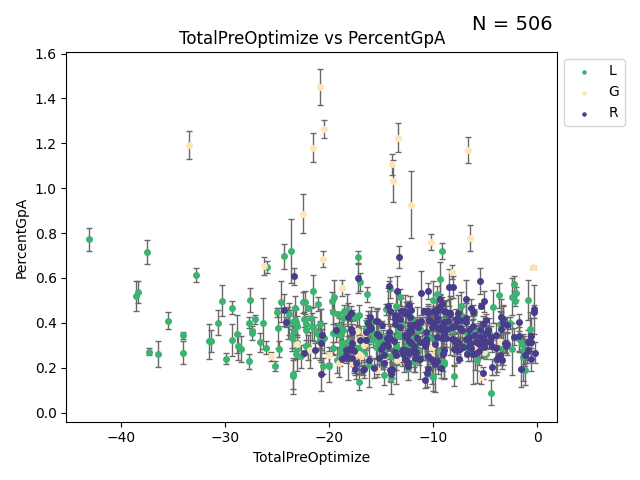 N = 506
TotalPreOptimize vs PercentGpA
1.6
1.4
1.2
1.0
0.8
0.6
0.4
0.2
0.0
PercentGpA
−40
−30
−20
−10
0
TotalPreOptimize
L
G
R